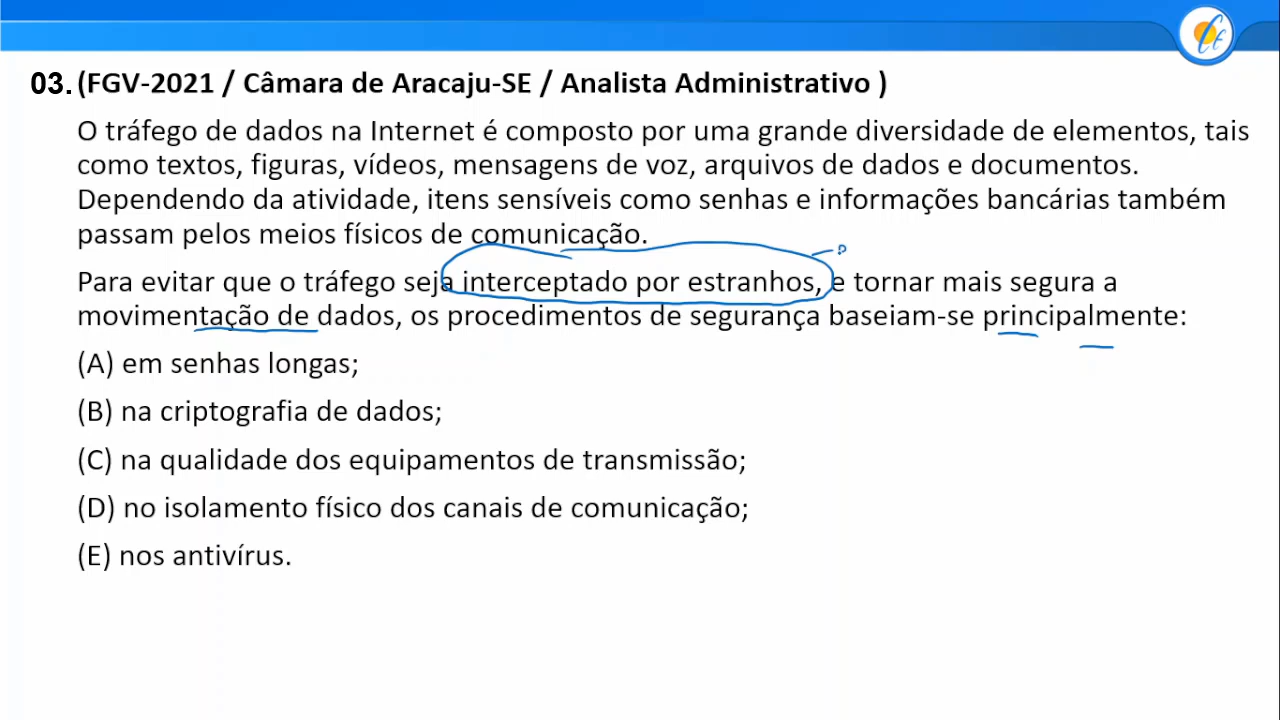 03. (FGV-2021 / Câmara de Aracaju-SE / Analista Administrativo )
O tráfego de dados na Internet é composto por uma grande diversidade de elementos, tais
como textos, figuras, vídeos, mensagens de voz, arquivos de dados e documentos.
Dependendo da atividade, itens sensíveis como senhas e informações bancárias também
passam pelos meios físicos de comunicação.
Para evitar que o tráfego seja interceptado por estranhos, e tornar mais segura a
movimentação de dados, os procedimentos de segurança baseiam-se principalmente:
(A) em senhas longas;
(B) na criptografia de dados;
(C) na qualidade dos equipamentos de transmissão;
(D) no isolamento físico dos canais de comunicação;
(E) nos antivírus.